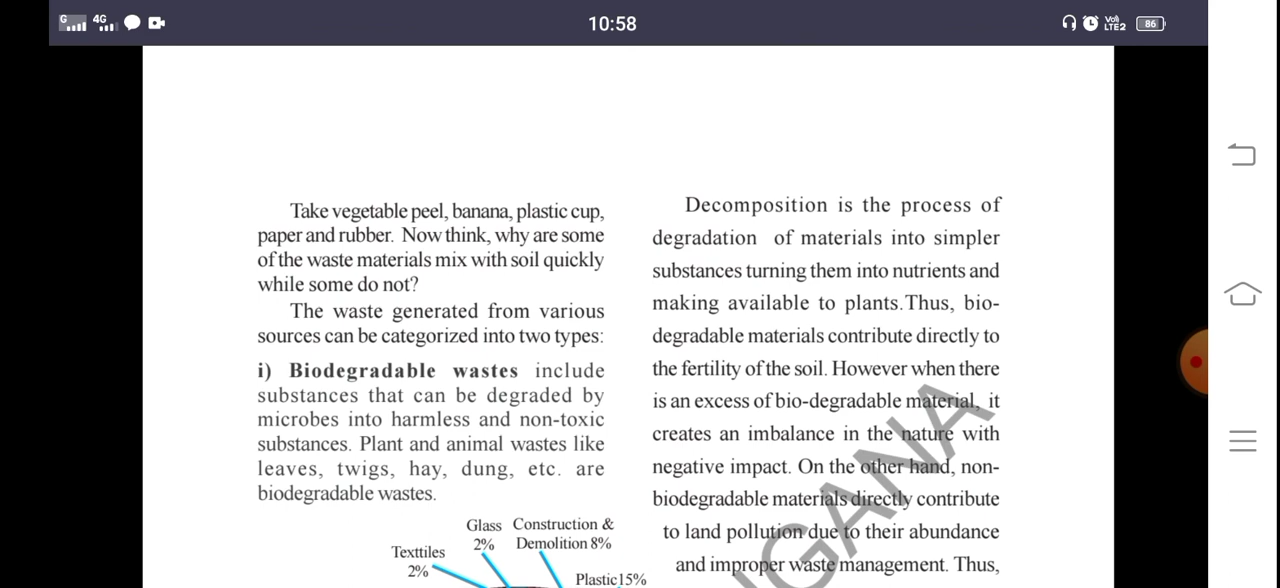 G 4G 10:58 Vo)) LTE2 86
Take vegetable peel, banana, plastic cup,
paper and rubber. Now think, why are some
of the waste materials mix with soil quickly
while some do not?
The waste generated from various
sources can be categorized into two types:
i) Biodegradable wastes include
substances that can be degraded by
microbes into harmless and non-toxic
substances. Plant and animal wastes like
leaves, twigs, hay, dung, etc. are
biodegradable wastes.
Glass
2%
Construction &
Demolition 8%
Texttiles
2%
Plastic15%
Decomposition is the process of
degradation of materials into simpler
substances turning them into nutrients and
making available to plants.Thus, bio-
degradable materials contribute directly to
the fertility of the soil. However when there
is an excess of bio-degradable material, it
creates an imbalance in the nature with
negative impact. On the other hand, non-
biodegradable materials directly contribute
to land pollution due to their abundance
and improper waste management. Thus,
NGANA